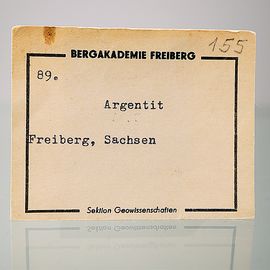 155
BERGAKADEMIE FREIBERG
89.
Argentit
Freiberg, Sachsen
Sektion Geowissenschaften